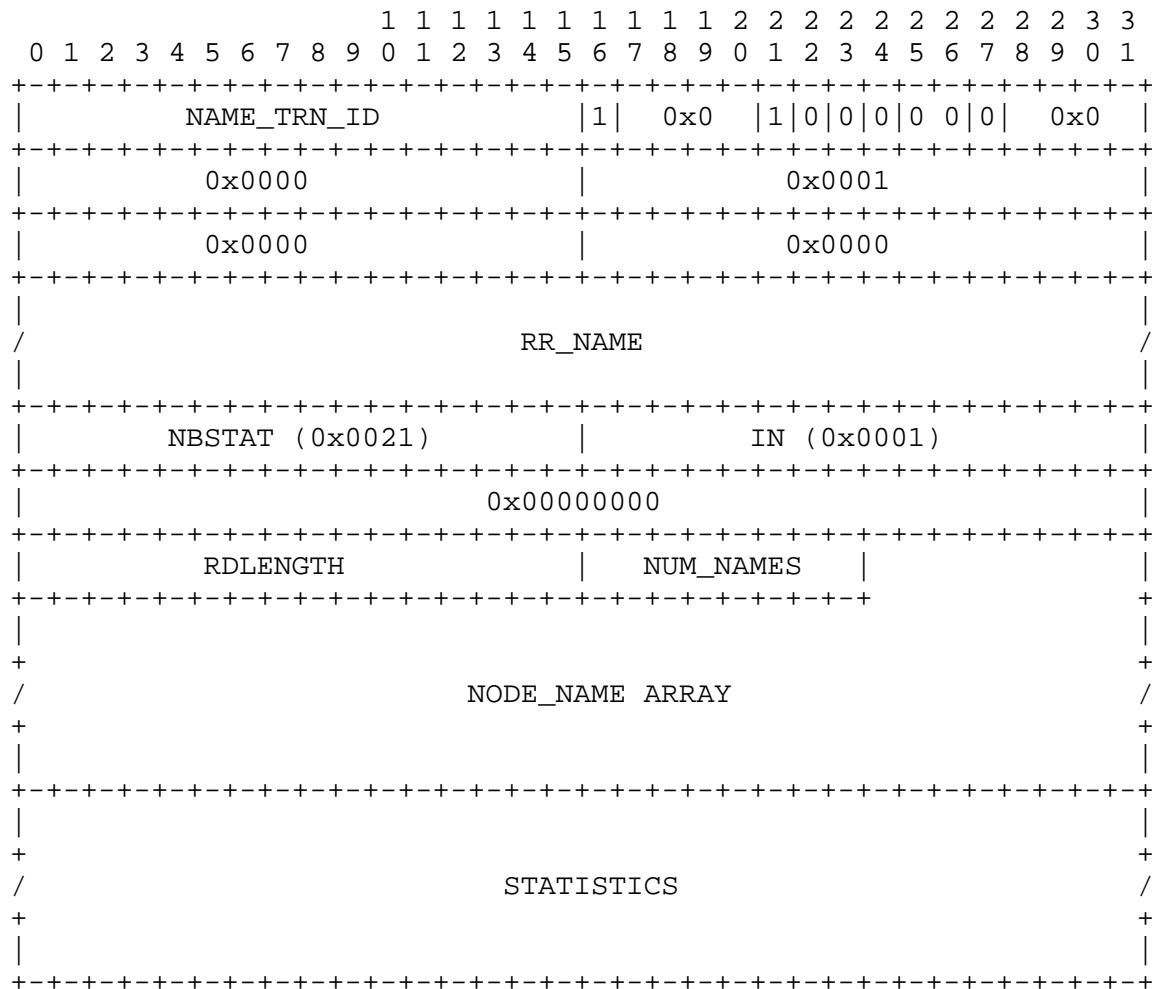 1 1 1 1 1 1 1 1 1 1 2 2 2 2 2 2 2 2 2 2 3 3
 0 1 2 3 4 5 6 7 8 9 0 1 2 3 4 5 6 7 8 9 0 1 2 3 4 5 6 7 8 9 0 1
+-+-+-+-+-+-+-+-+-+-+-+-+-+-+-+-+-+-+-+-+-+-+-+-+-+-+-+-+-+-+-+-+
|         NAME_TRN_ID           |1|  0x0  |1|0|0|0|0 0|0|  0x0  |
+-+-+-+-+-+-+-+-+-+-+-+-+-+-+-+-+-+-+-+-+-+-+-+-+-+-+-+-+-+-+-+-+
|          0x0000               |           0x0001              |
+-+-+-+-+-+-+-+-+-+-+-+-+-+-+-+-+-+-+-+-+-+-+-+-+-+-+-+-+-+-+-+-+
|          0x0000               |           0x0000              |
+-+-+-+-+-+-+-+-+-+-+-+-+-+-+-+-+-+-+-+-+-+-+-+-+-+-+-+-+-+-+-+-+
|                                                               |
/                            RR_NAME                            /
|                                                               |
+-+-+-+-+-+-+-+-+-+-+-+-+-+-+-+-+-+-+-+-+-+-+-+-+-+-+-+-+-+-+-+-+
|        NBSTAT (0x0021)        |         IN (0x0001)           |
+-+-+-+-+-+-+-+-+-+-+-+-+-+-+-+-+-+-+-+-+-+-+-+-+-+-+-+-+-+-+-+-+
|                          0x00000000                           |
+-+-+-+-+-+-+-+-+-+-+-+-+-+-+-+-+-+-+-+-+-+-+-+-+-+-+-+-+-+-+-+-+
|          RDLENGTH             |   NUM_NAMES   |               |
+-+-+-+-+-+-+-+-+-+-+-+-+-+-+-+-+-+-+-+-+-+-+-+-+               +
|                                                               |
+                                                               +
/                         NODE_NAME ARRAY                       /
+                                                               +
|                                                               |
+-+-+-+-+-+-+-+-+-+-+-+-+-+-+-+-+-+-+-+-+-+-+-+-+-+-+-+-+-+-+-+-+
|                                                               |
+                                                               +
/                           STATISTICS                          /
+                                                               +
|                                                               |
+-+-+-+-+-+-+-+-+-+-+-+-+-+-+-+-+-+-+-+-+-+-+-+-+-+-+-+-+-+-+-+-+